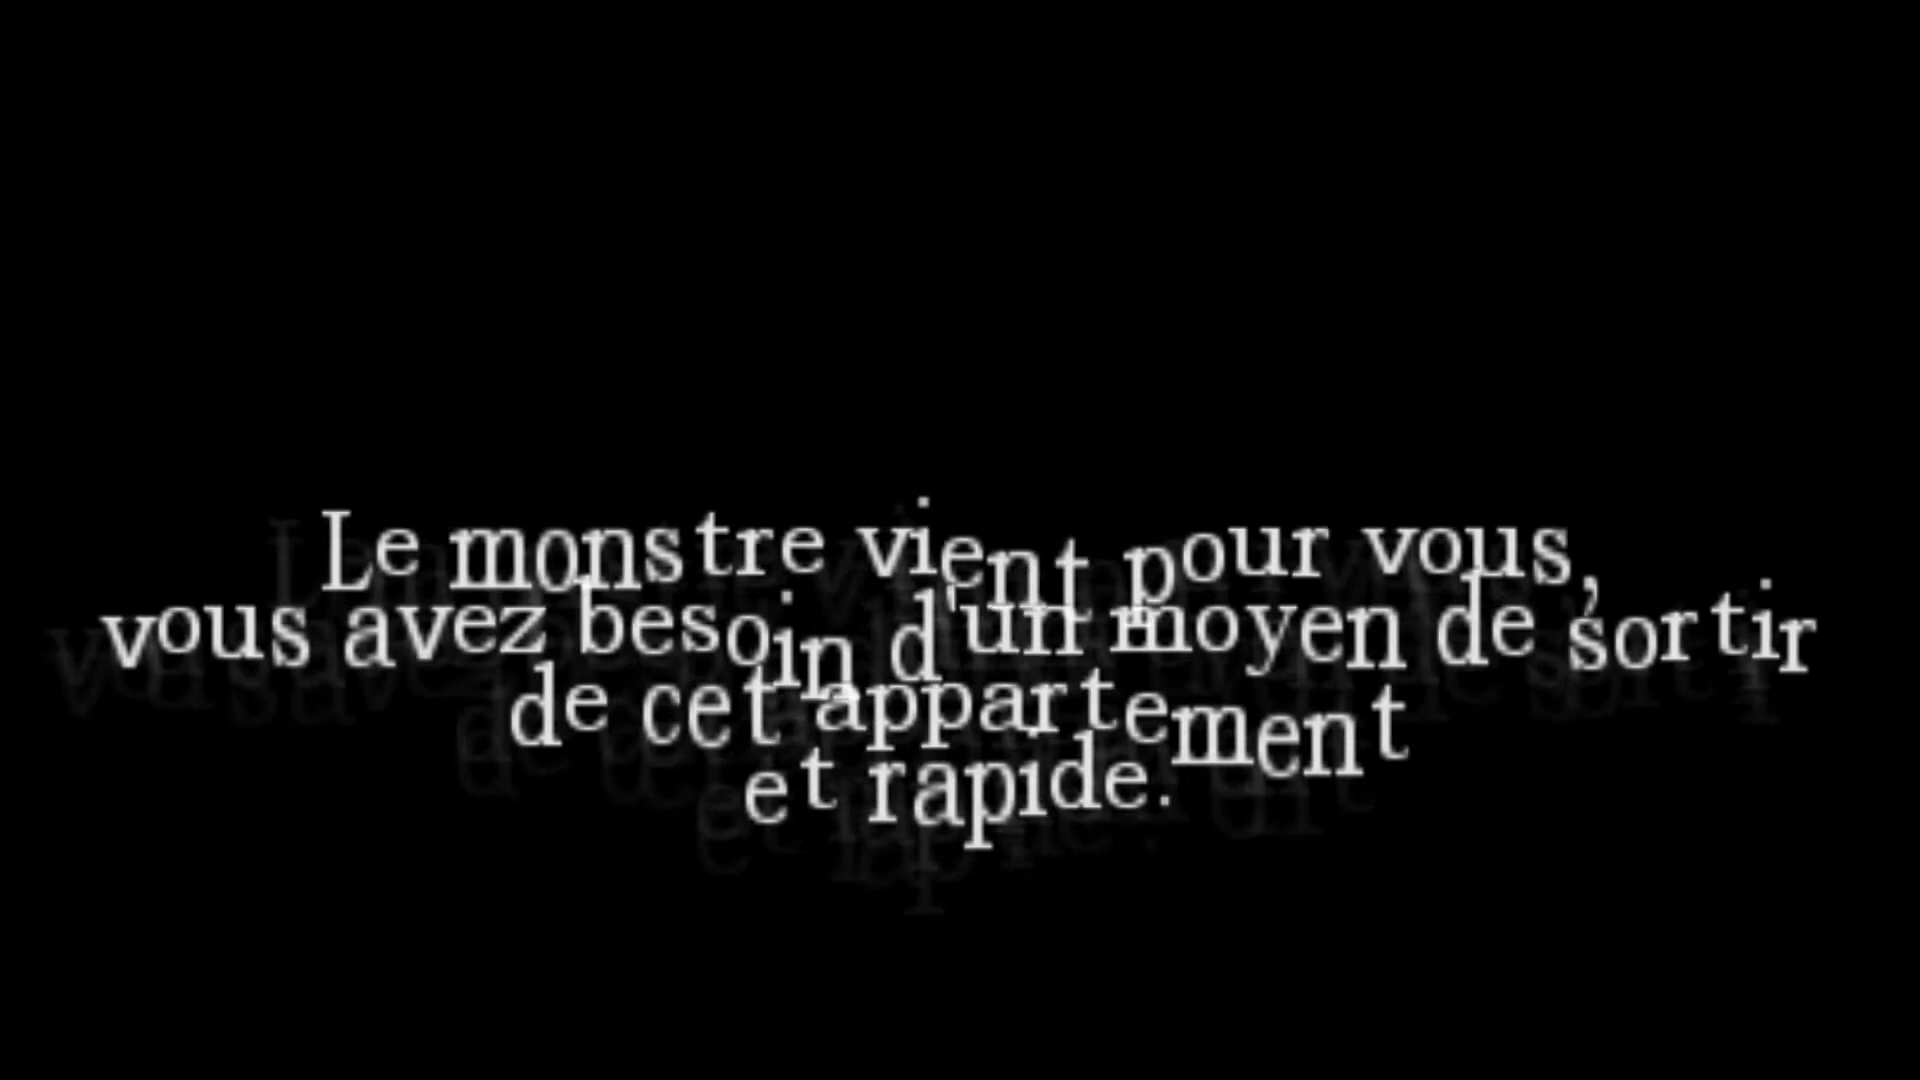 Le monstre vient pour vous,
vous avez besoin d'un moyen de sortir
de cet appartement
et rapide.